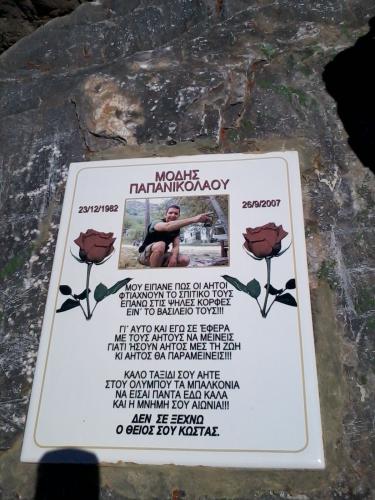 ΜΟΔΗΣ
ΠΑΠΑΝΙΚΟΛΑΟΥ
23/12/1982
26/9/2007
ΜΟΥ ΕΙΠΑΝΕ ΠΩΣ ΟΙ ΑΗΤΟΙ
ΦΤΙΑΧΝΟΥΝ ΤΟ ΣΠΙΤΙΚΟ ΤΟΥΣ
ΕΠΑΝΩ ΣΤΙΣ ΨΗΛΕΣ ΚΟΡΦΕΣ
ΕΙΝ΄ ΤΟ ΒΑΣΙΛΕΙΟ ΤΟΥΣ!!!
ΓΙ΄ ΑΥΤΟ ΚΑΙ ΕΓΩ ΣΕ ΈΦΕΡΑ
ΜΕ ΤΟΥΣ ΑΗΤΟΥΣ ΝΑ ΜΕΙΝΕΙΣ
ΓΙΑΤΙ ΉΣΟΥΝ ΑΗΤΟΣ ΜΕΣ ΤΗ ΖΩΗ
ΚΙ ΑΗΤΟΣ ΘΑ ΠΑΡΑΜΕΙΝΕΙΣ!!!
ΚΑΛΟ ΤΑΞΙΔΙ ΣΟΥ ΑΗΤΕ
ΣΤΟΥ ΟΛΥΜΠΟΥ ΤΑ ΜΠΑΛΚΟΝΙΑ
ΝΑ ΕΙΣΑΙ ΠΑΝΤΑ ΕΔΩ ΚΑΛΑ
ΚΑΙ Η ΜΝΗΜΗ ΣΟΥ ΑΙΩΝΙΑ!!!
ΔΕΝ ΣΕ ΞΕΧΝΩ
Ο ΘΕΙΟΣ ΣΟΥ ΚΩΣΤΑΣ.